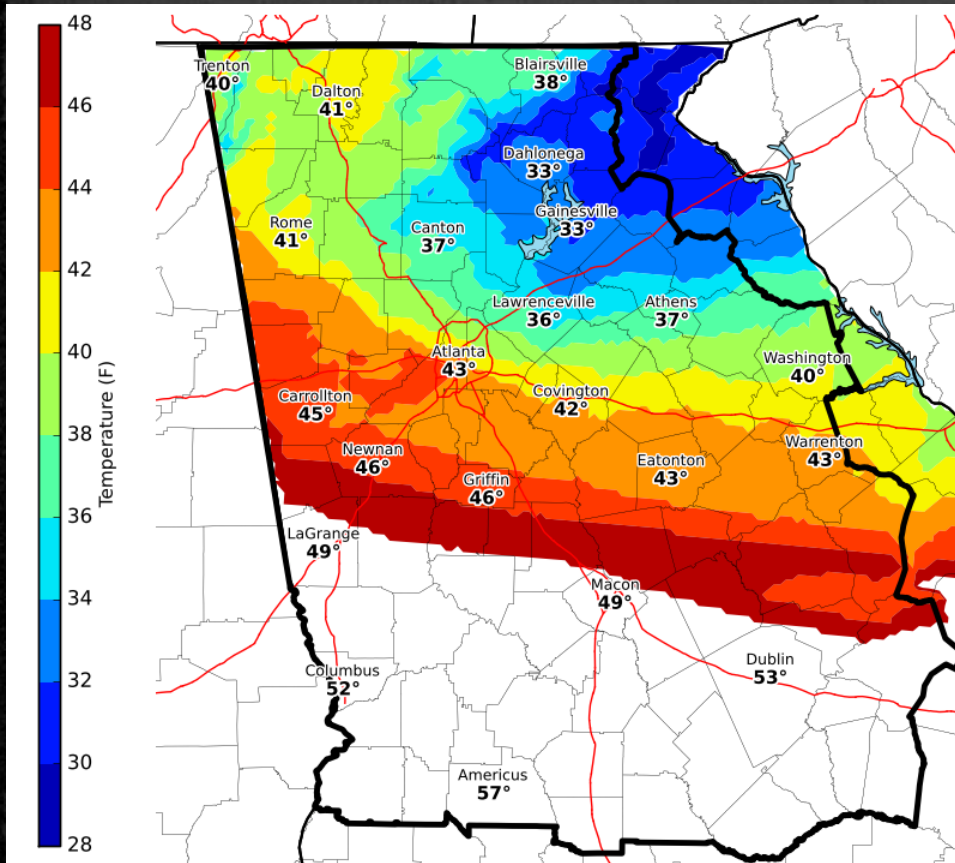 48
46
44
42
40
38
36
34
32
30
28
Temperature (F)
Trenton
40°
Dalton
41°
Blairsville
38°
Dahlonega
33°
Rome
41°
Canton
37°
Gainesville
33°
Lawrenceville
36°
Athens
37°
Atlanta
43°
Washington
40°
Carrollton
45°
Covington
42°
Newnan
46°
Griffin
46°
Eatonton
43°
Warrenton
43°
LaGrange
49°
Macon
49°
Columbus
52°
Dublin
53°
Americus
57°